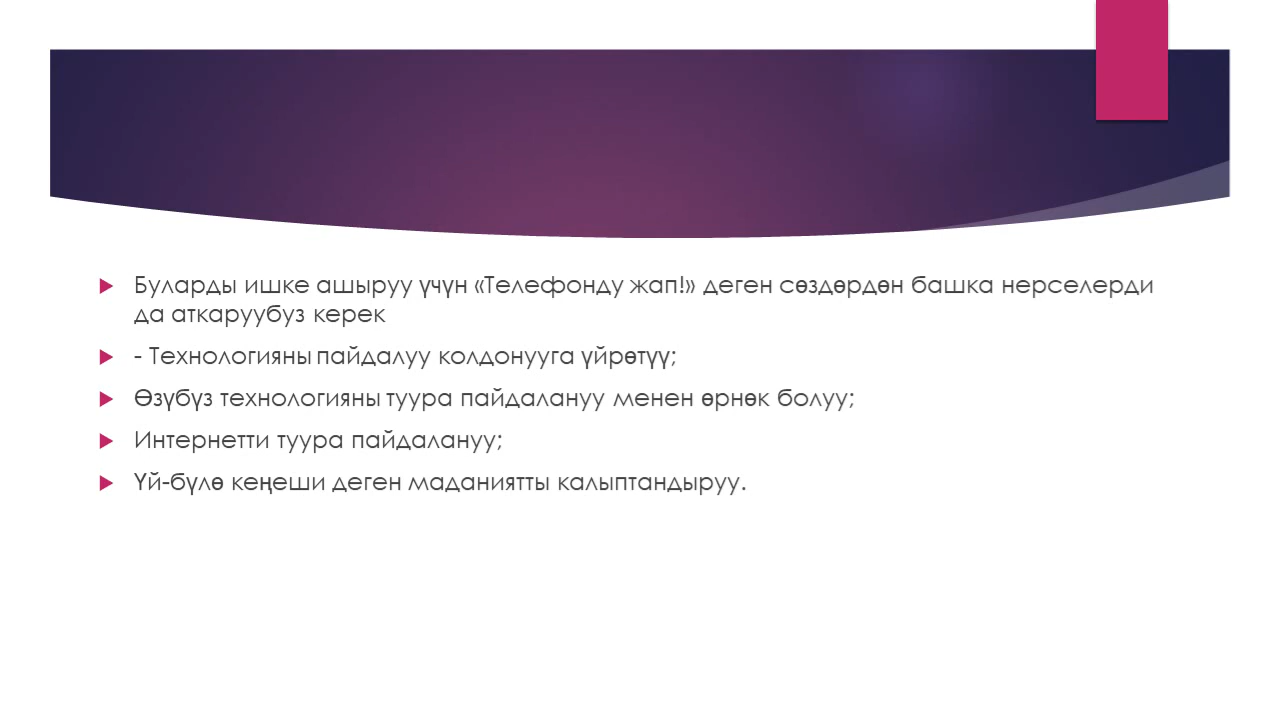 Буларды ишке ашыруу үчүн «Телефонду жап!» деген сөздөрдөн башка нерселерди
да аткаруубуз керек
- Технологияны пайдалуу колдонууга үйрөтүү;
Өзүбүз технологияны туура пайдалануу менен өрнөк болуу;
Интернетти туура пайдалануу;
Үй-бүлө кеңеши деген маданиятты калыптандыруу.